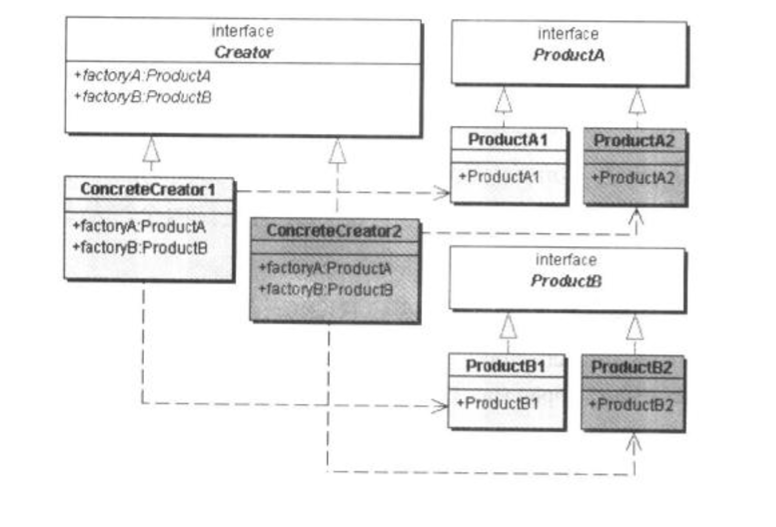 interface
Creator
+factoryA:ProductA
+factoryB:ProductB
interface
ProductA
ProductA1
+ProductA1
ProductA2
+ProductA2
ConcreteCreator1
+factoryA:ProductA
+factoryB:ProductB
ConcreteCreator2
+factoryA:ProductA
+factoryB:ProductB
interface
ProductB
ProductB1
+ProductB1
ProductB2
+ProductB2